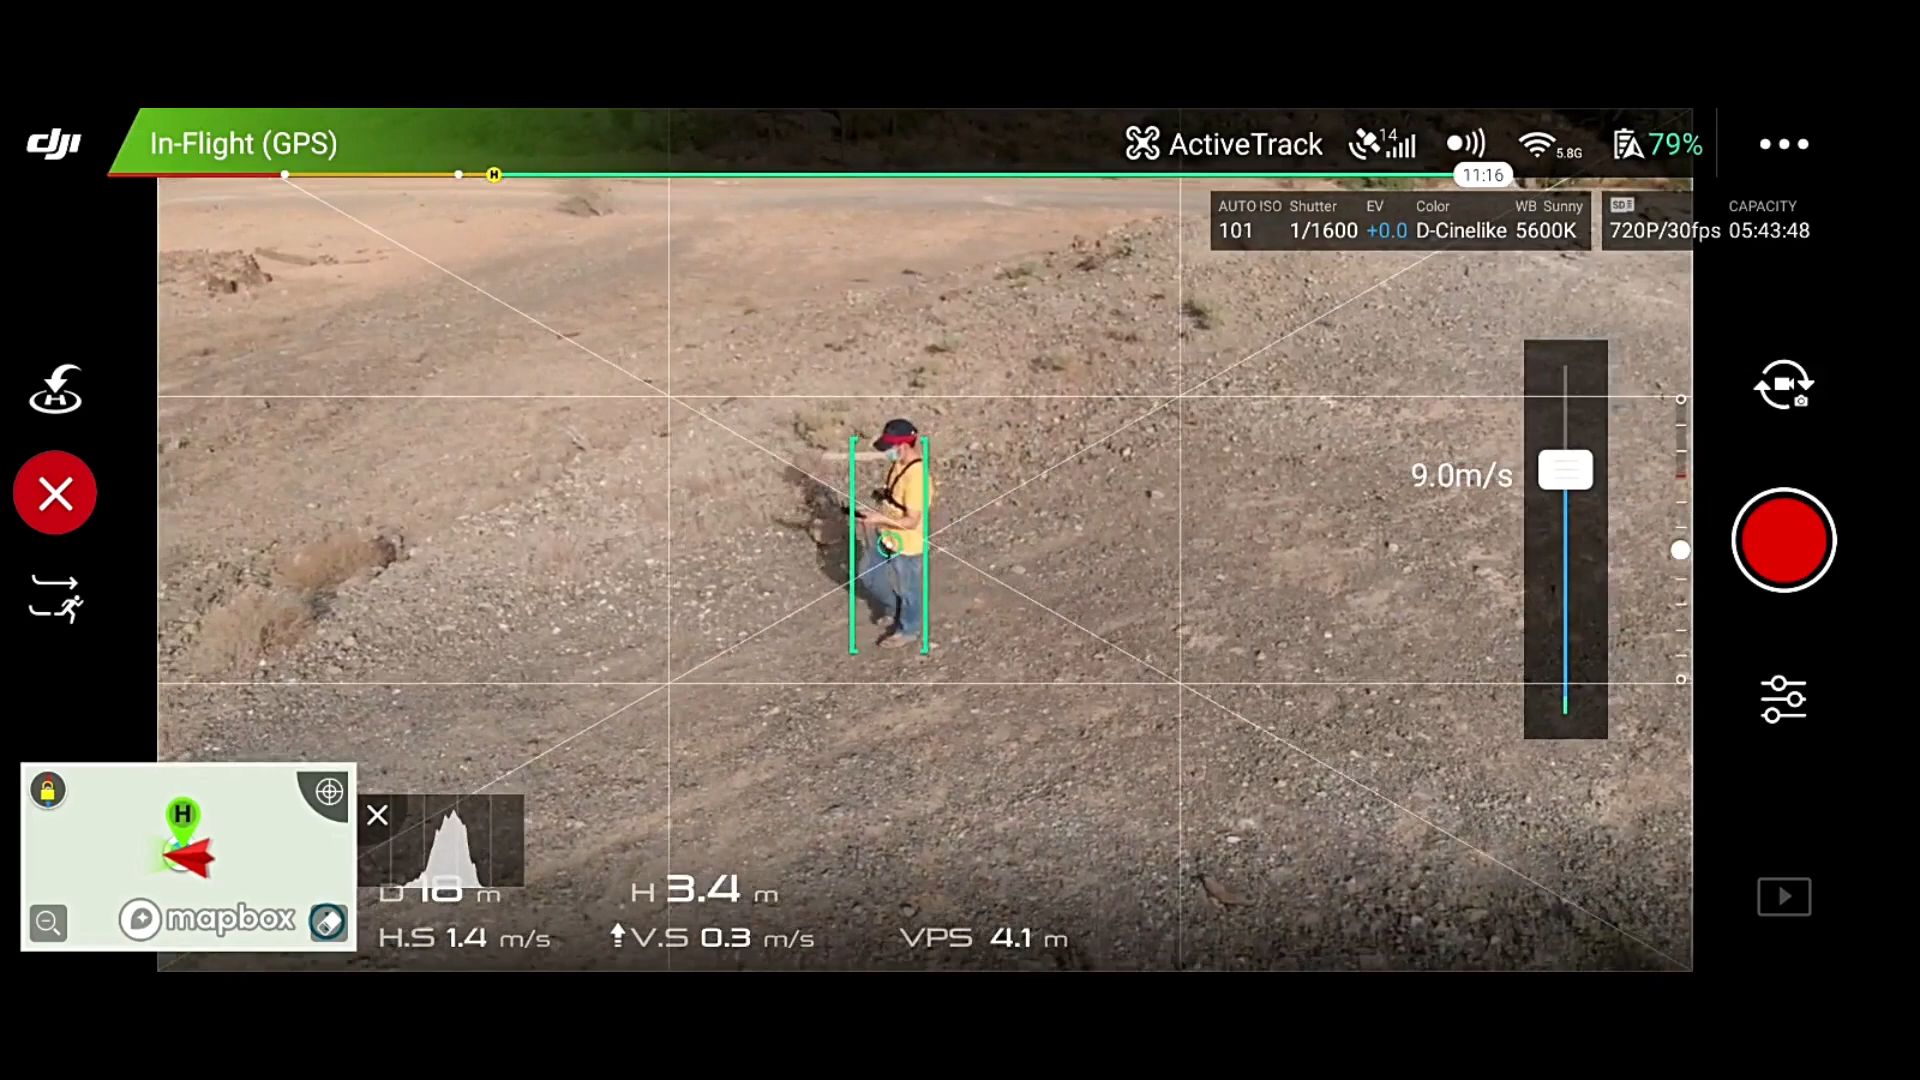 dji
In-Flight (GPS)
ActiveTrack
14
5.8G
79%
H
11:16
AUTO ISO Shutter EV Color WB Sunny
101 1/1600 +0.0 D-Cinelike 5600K
SD
CAPACITY
720P/30fps 05:43:48
H
9.0m/s
H
mapbox
D 18 m
H 3.4 m
H.S 1.4 m/s
V.S 0.3 m/s
VPS 4.1 m